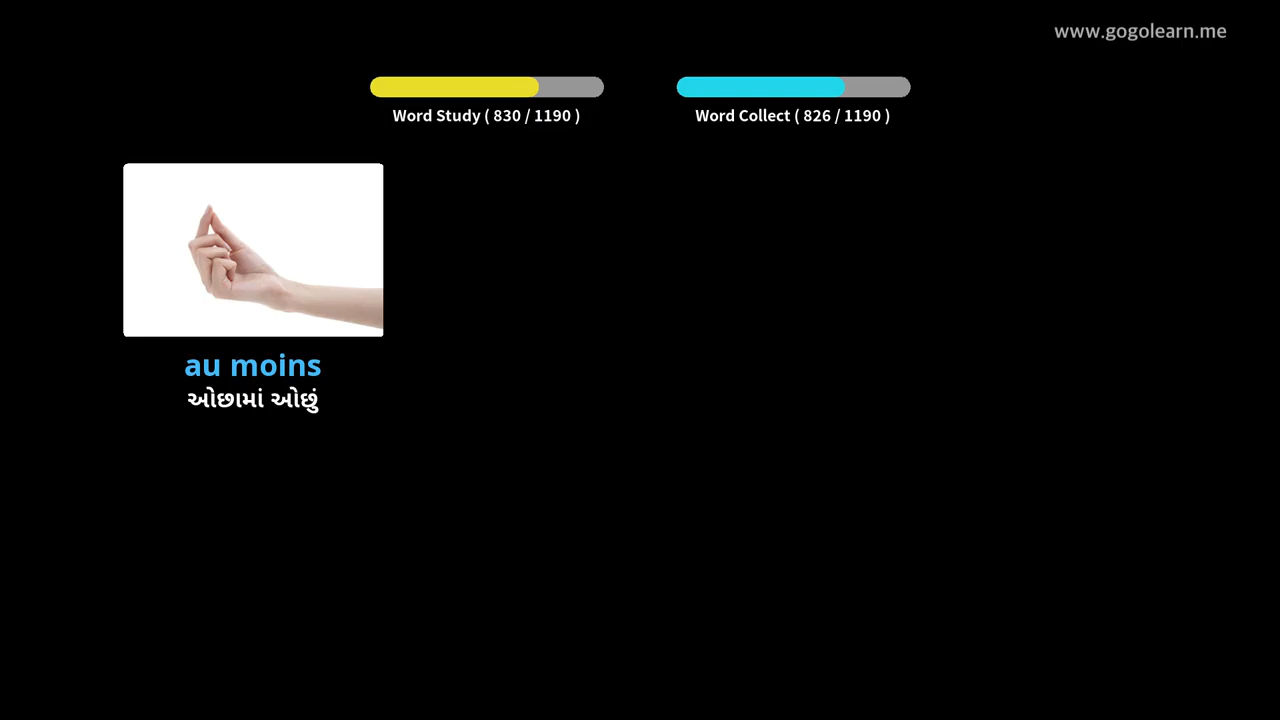 www.gogolearn.me
Word Study ( 830 / 1190 )
Word Collect ( 826 / 1190 )
au moins
ઓછામાં ઓછું